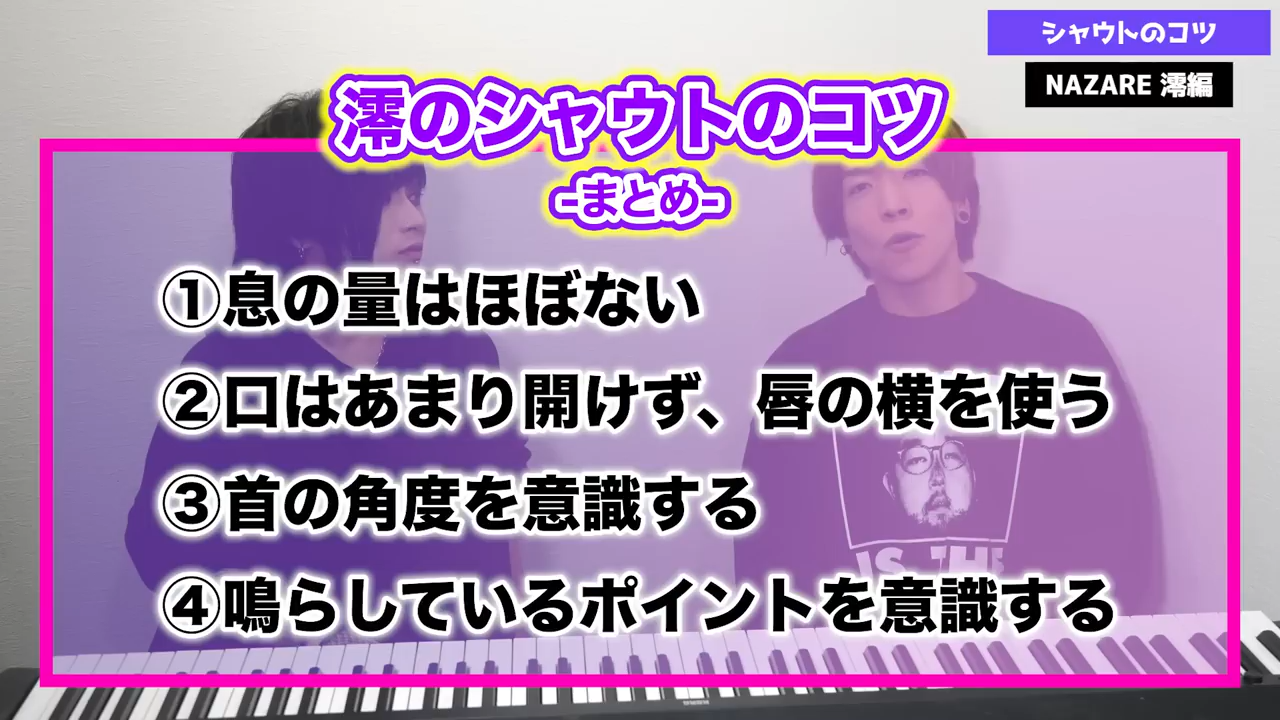 シャウトのコツ
NAZARE 澪編
澪のシャウトのコツ
-まとめ-
①息の量はほぼない
②口はあまり開けず、唇の横を使う
③首の角度を意識する
④鳴らしているポイントを意識する
IS THE
KORG